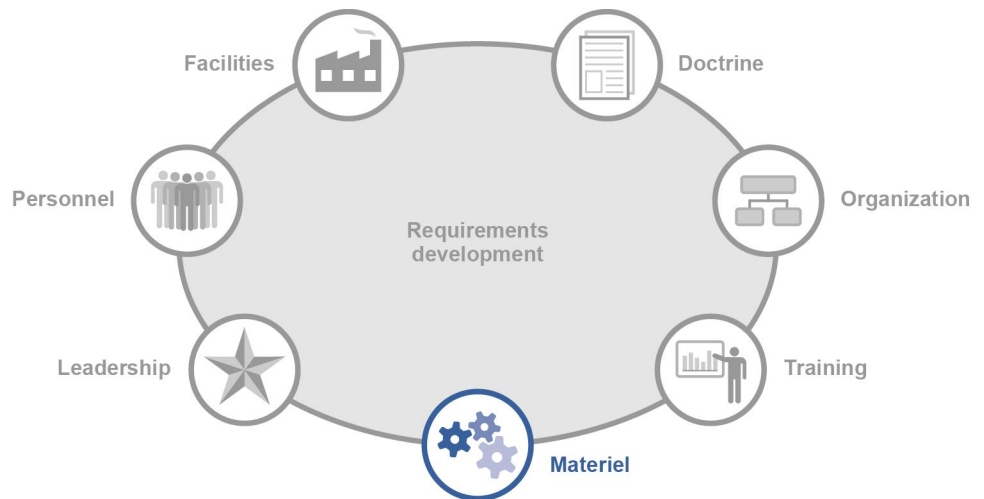 Facilities
Doctrine
Personnel
Organization
Requirements
development
Leadership
Training
Materiel